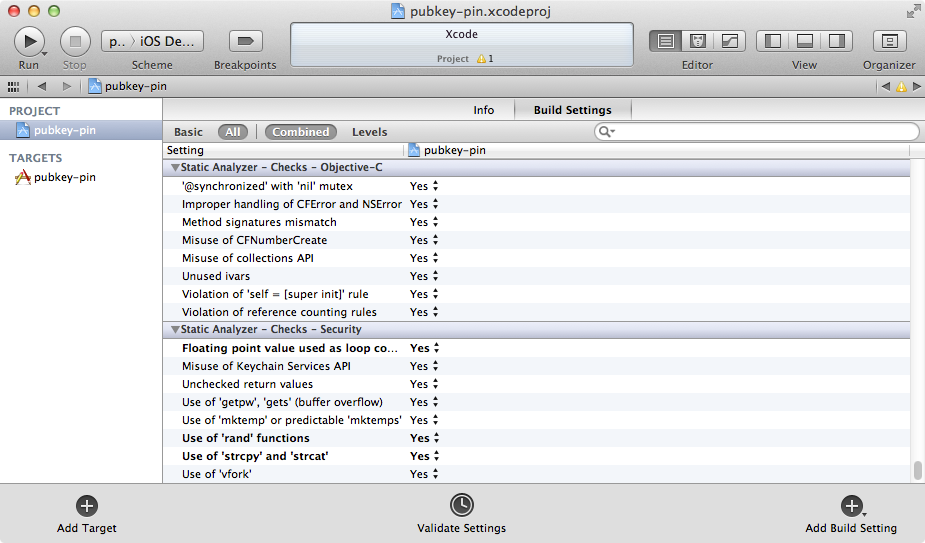 pubkey-pin.xcodeproj
Run
Stop
p.. 〉 iOS De...
Scheme
Breakpoints
Xcode
Project 1
Editor
View
Organizer
pubkey-pin
PROJECT
pubkey-pin
TARGETS
pubkey-pin
Info
Build Settings
Basic
All
Combined
Levels
Setting
pubkey-pin
Static Analyzer - Checks - Objective-C
'@synchronized' with 'nil' mutex Yes
Improper handling of CFError and NSError Yes
Method signatures mismatch Yes
Misuse of CFNumberCreate Yes
Misuse of collections API Yes
Unused ivars Yes
Violation of 'self = [super init]' rule Yes
Violation of reference counting rules Yes
Static Analyzer - Checks - Security
Floating point value used as loop co... Yes
Misuse of Keychain Services API Yes
Unchecked return values Yes
Use of 'getpw', 'gets' (buffer overflow) Yes
Use of 'mktemp' or predictable 'mktemps' Yes
Use of 'rand' functions Yes
Use of 'strcpy' and 'strcat' Yes
Use of 'vfork' Yes
Add Target
Validate Settings
Add Build Setting